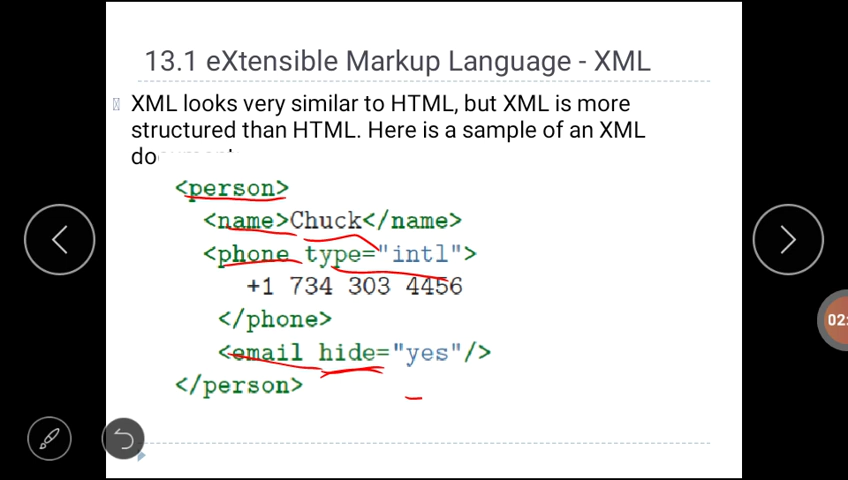 13.1 eXtensible Markup Language - XML
XML looks very similar to HTML, but XML is more
structured than HTML. Here is a sample of an XML
<person>
<name>Chuck</name>
<phone type="intl">
+1 734 303 4456
</phone>
<email hide="yes"/>
</person>
02: